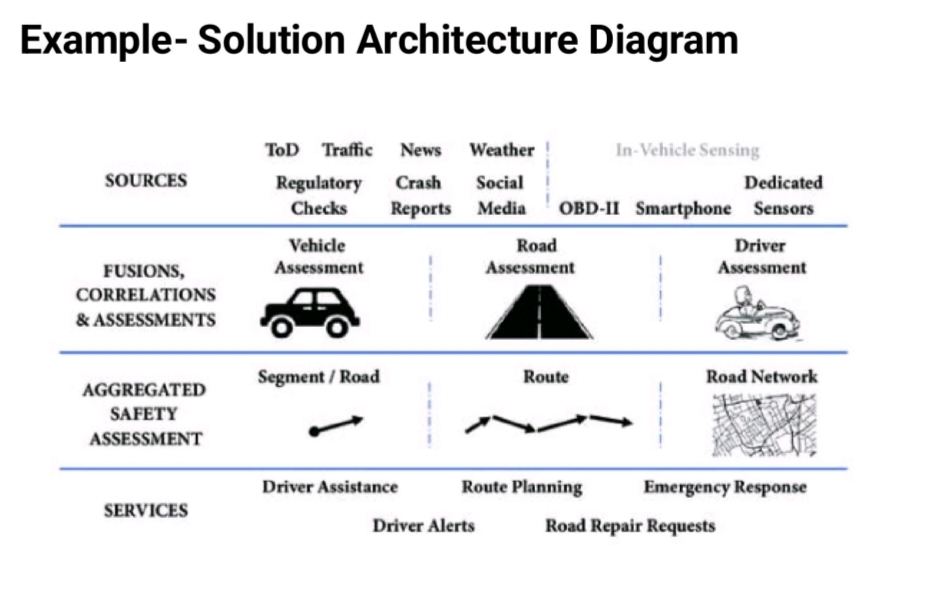 Example- Solution Architecture Diagram
ToD Traffic News Weather In-Vehicle Sensing
SOURCES
Regulatory Crash Social Dedicated
Checks Reports Media OBD-II Smartphone Sensors
Vehicle Road Driver
Assessment Assessment Assessment
FUSIONS,
CORRELATIONS
& ASSESSMENTS
Segment / Road Route Road Network
AGGREGATED
SAFETY
ASSESSMENT
Driver Assistance Route Planning Emergency Response
SERVICES
Driver Alerts Road Repair Requests